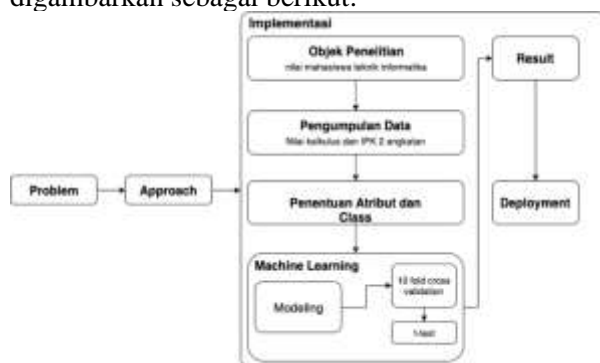 digambarkan sebagai berikut:
Implementasi
Objek Penelitian
nilai mahasiswa teknik informatika
Pengumpulan Data
Nilai kalkulus dan IPK 2 angkatan
Penentuan Atribut dan
Class
Machine Learning
Modeling
10 fold cross
validation
t-test
Problem
Approach
Result
Deployment